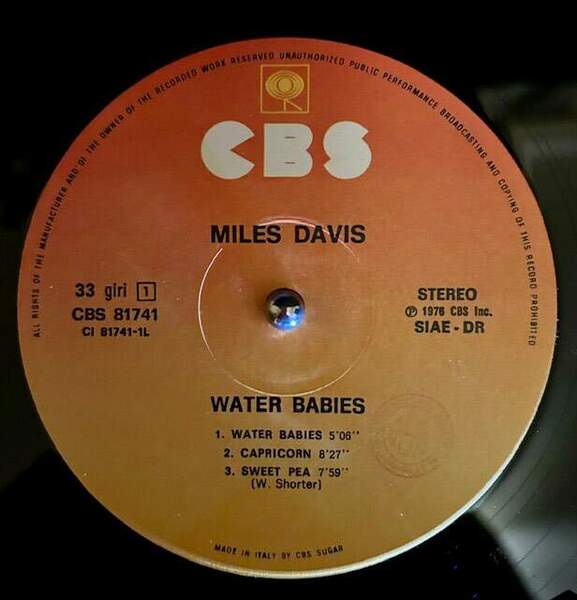 ALL RIGHTS OF THE MANUFACTURER AND OF THE OWNER OF THE RECORDED WORK RESERVED UNAUTHORIZED PUBLIC PERFORMANCE BROADCASTING AND COPYING OF THIS RECORD PROHIBITED
CBS
MILES DAVIS
33 giri 1
CBS 81741
CI 81741-1L
STEREO
℗ 1976 CBS Inc.
SIAE - DR
WATER BABIES
1. WATER BABIES 5'06''
2. CAPRICORN 8'27''
3. SWEET PEA 7'59''
(W. Shorter)
MADE IN ITALY BY CBS SUGAR